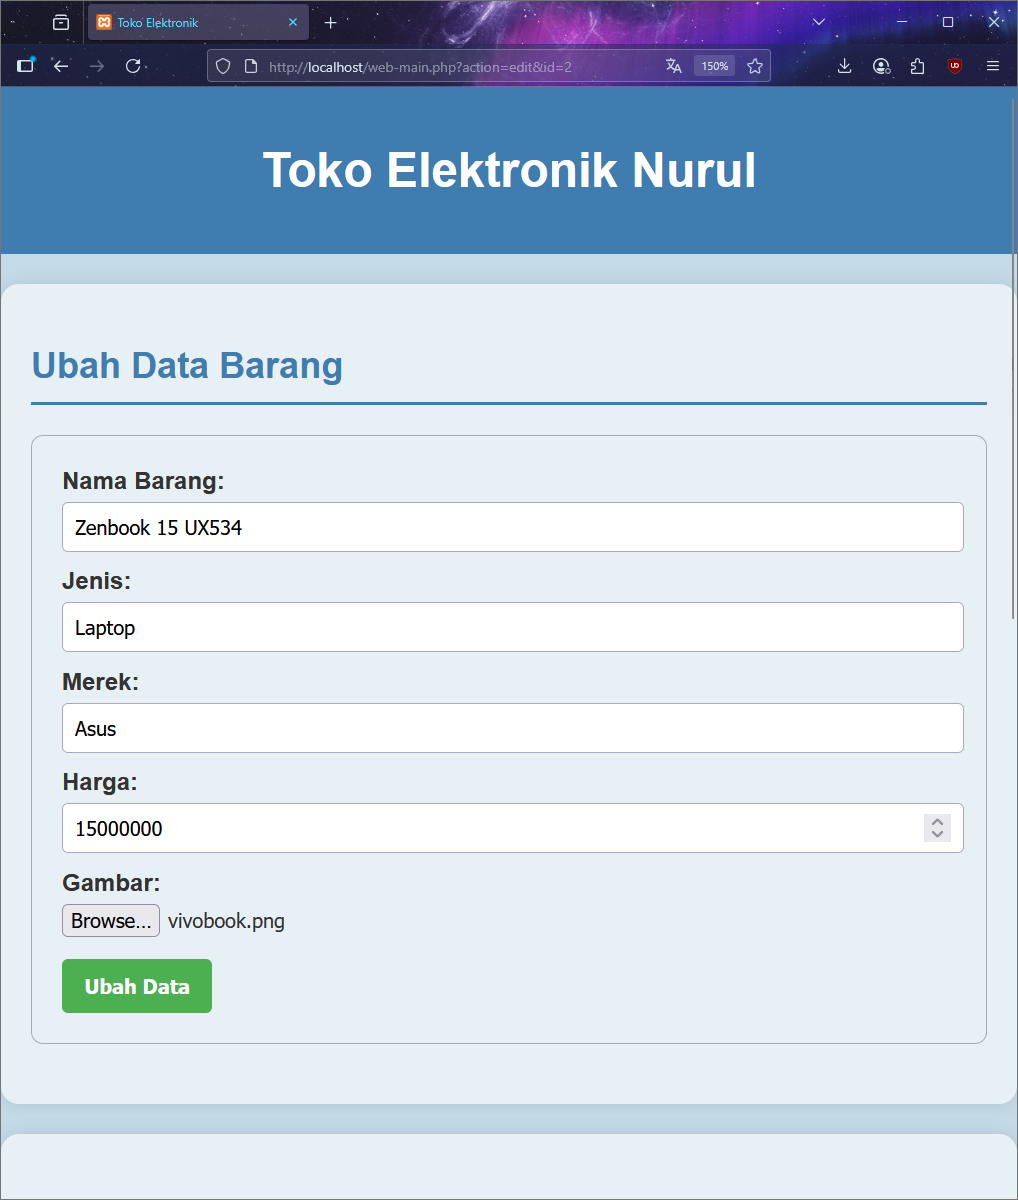 Toko Elektronik
http://localhost/web-main.php?action=edit&id=2
150%
Toko Elektronik Nurul
Ubah Data Barang
Nama Barang:
Zenbook 15 UX534
Jenis:
Laptop
Merek:
Asus
Harga:
15000000
Gambar:
Browse... vivobook.png
Ubah Data